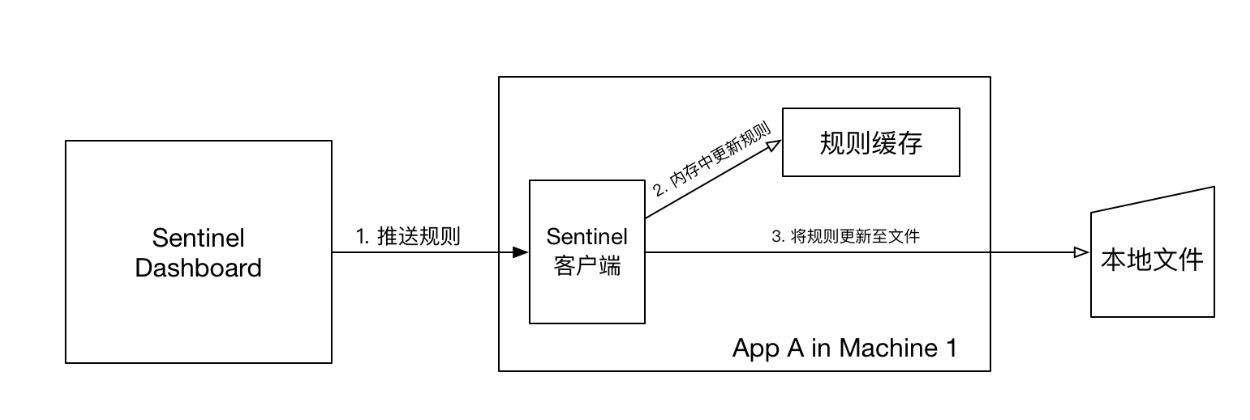 Sentinel
Dashboard
1. 推送规则
Sentinel
客户端
2. 内存中更新规则
规则缓存
3. 将规则更新至文件
本地文件
App A in Machine 1